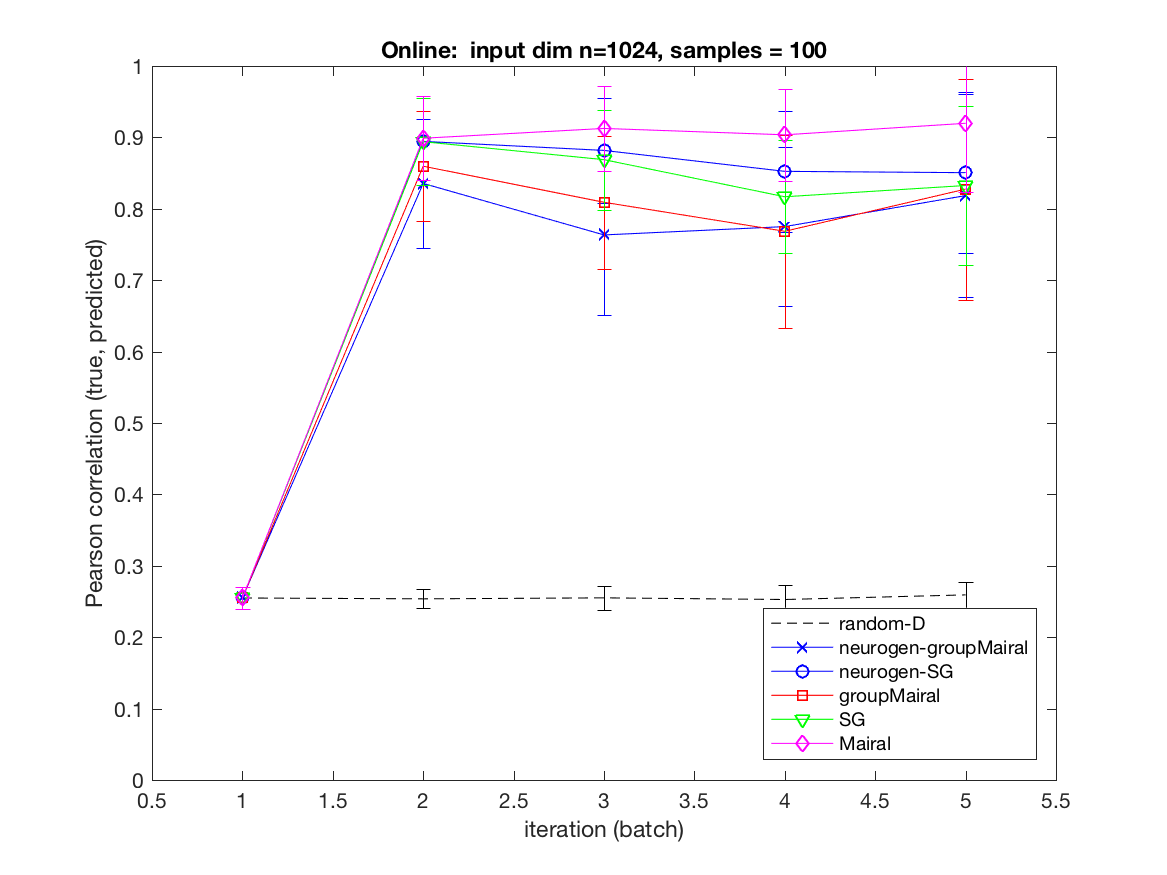 Online: input dim n=1024, samples = 100
Pearson correlation (true, predicted)
1
0.9
0.8
0.7
0.6
0.5
0.4
0.3
0.2
0.1
0
random-D
neurogen-groupMairal
neurogen-SG
groupMairal
SG
Mairal
0.5 1 1.5 2 2.5 3 3.5 4 4.5 5 5.5
iteration (batch)